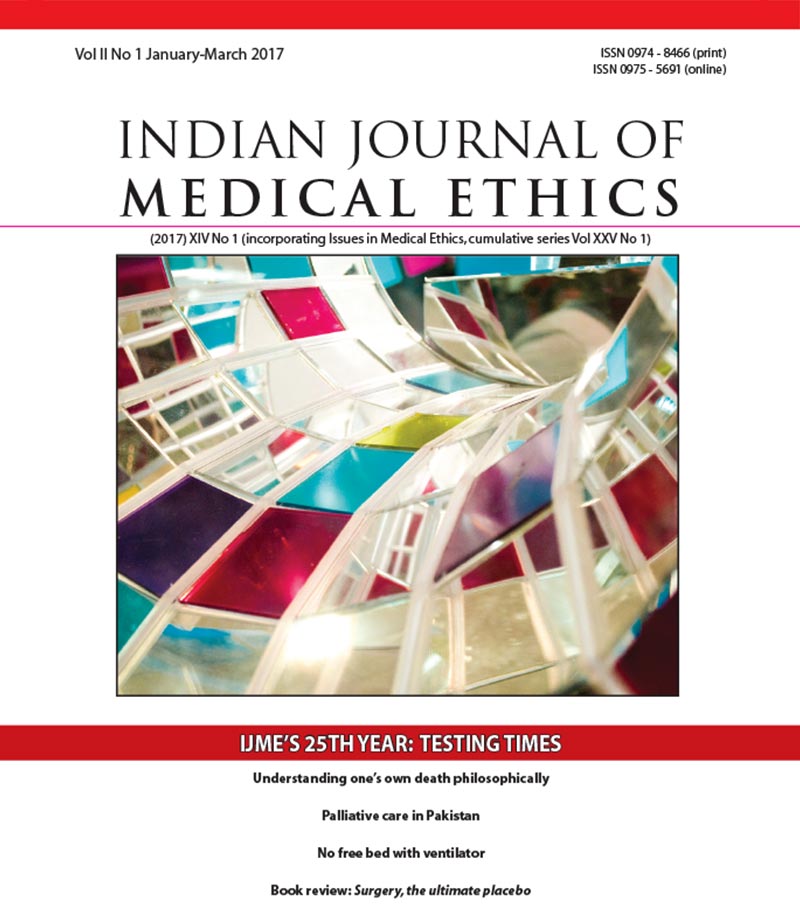 Vol II No 1 January-March 2017
ISSN 0974 - 8466 (print)
ISSN 0975 - 5691 (online)
INDIAN JOURNAL OF
MEDICAL ETHICS
(2017) XIV No 1 (incorporating Issues in Medical Ethics, cumulative series Vol XXV No 1)
IJME'S 25TH YEAR: TESTING TIMES
Understanding one's own death philosophically
Palliative care in Pakistan
No free bed with ventilator
Book review: Surgery, the ultimate placebo